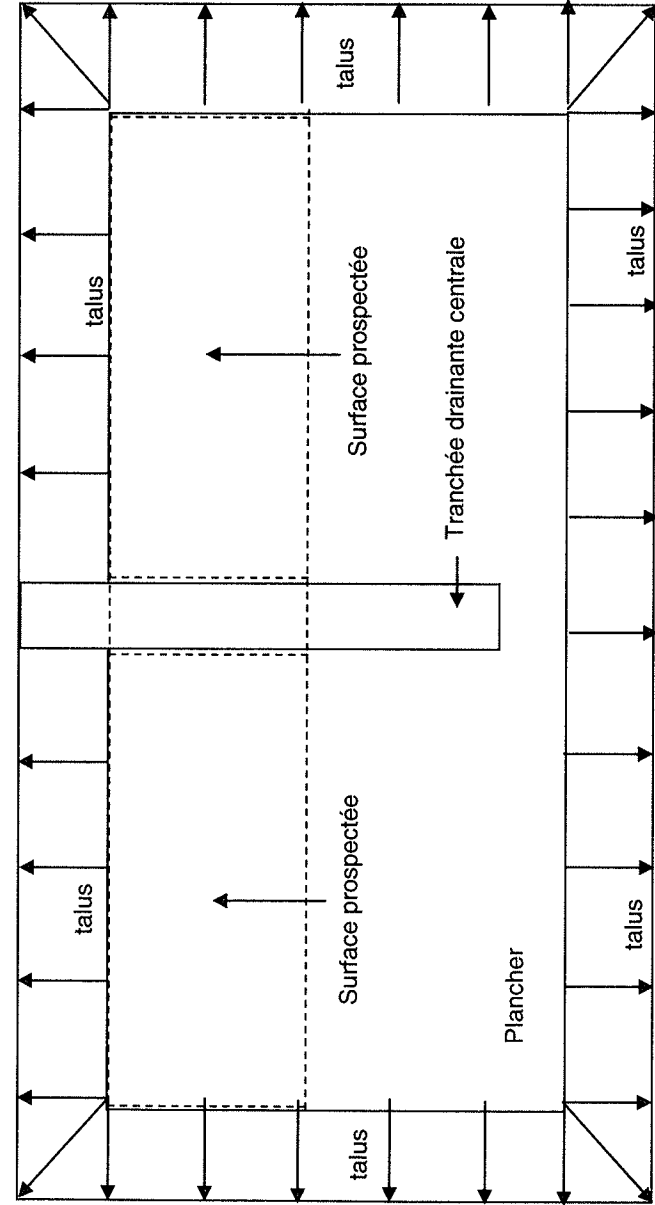 talus
talus
talus
Surface prospectée
Surface prospectée
talus
Tranchée drainante centrale
Plancher
talus
talus